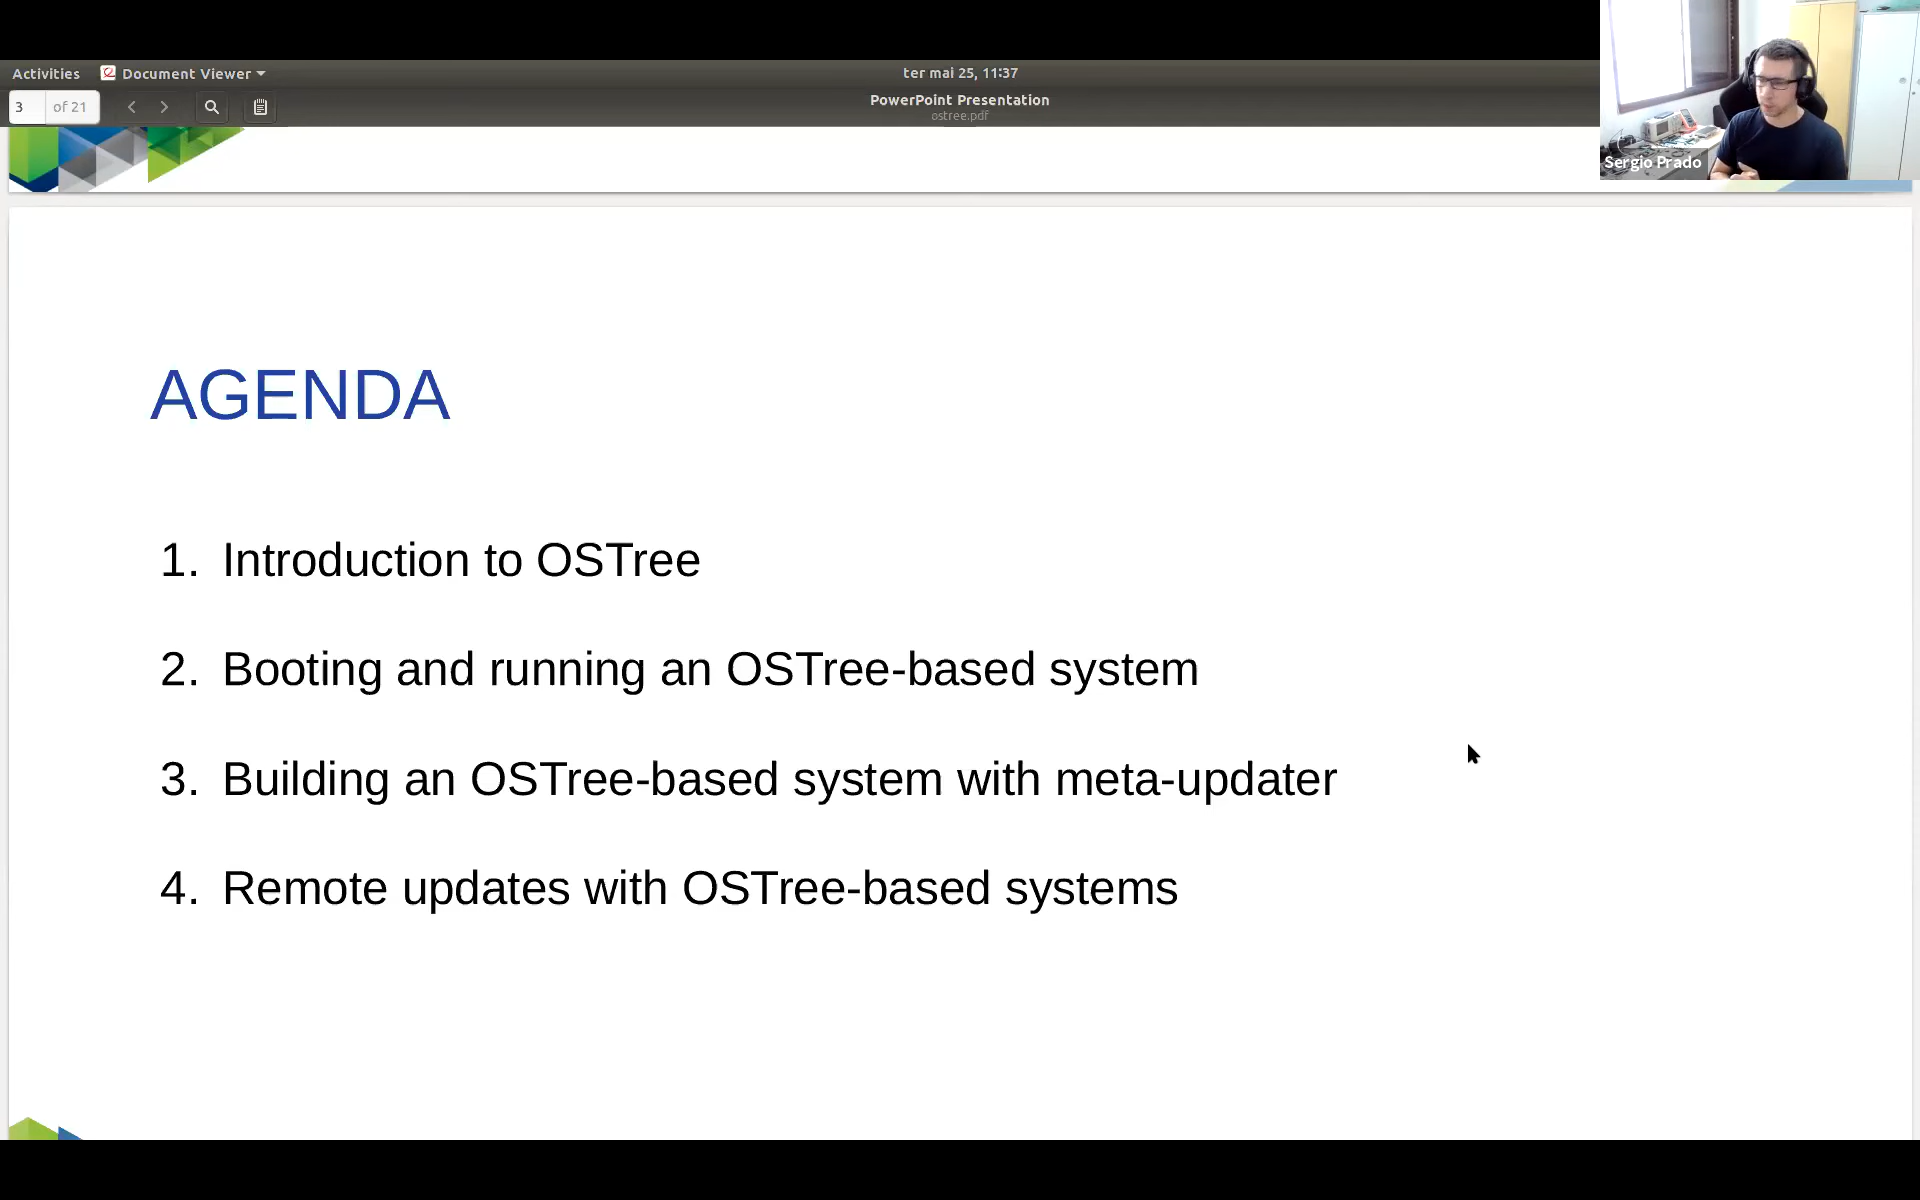 Activities Document Viewer
ter mai 25, 11:37
3 of 21
PowerPoint Presentation
ostree.pdf
Sergio Prado
AGENDA
1. Introduction to OSTree
2. Booting and running an OSTree-based system
3. Building an OSTree-based system with meta-updater
4. Remote updates with OSTree-based systems